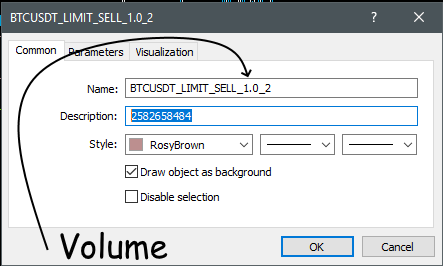 BTCUSDT_LIMIT_SELL_1.0_2
Common Parameters Visualization
Name: BTCUSDT_LIMIT_SELL_1.0_2
Description: 2582658484
Style: RosyBrown
Draw object as background
Disable selection
Volume
OK Cancel